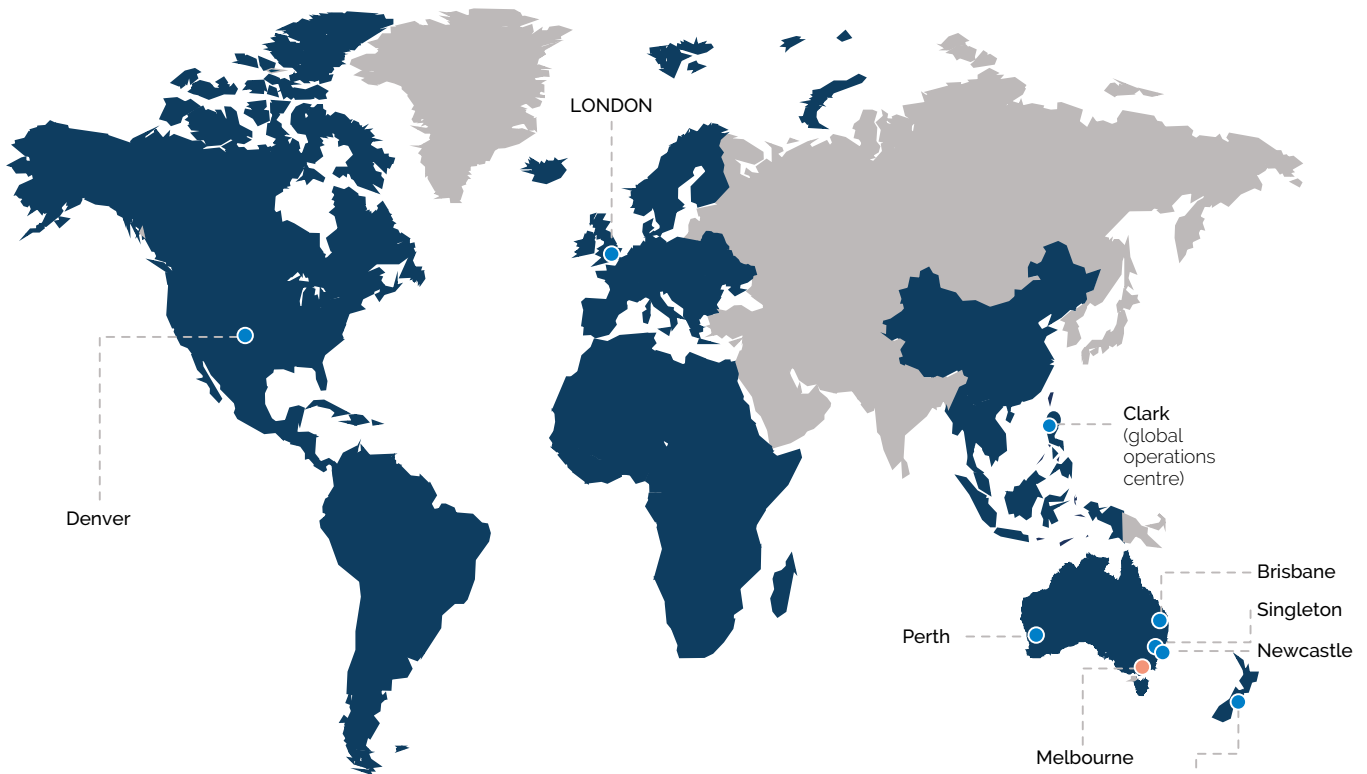 LONDON
Clark
(global
operations
centre)
Denver
Brisbane
Singleton
Perth
Newcastle
Melbourne